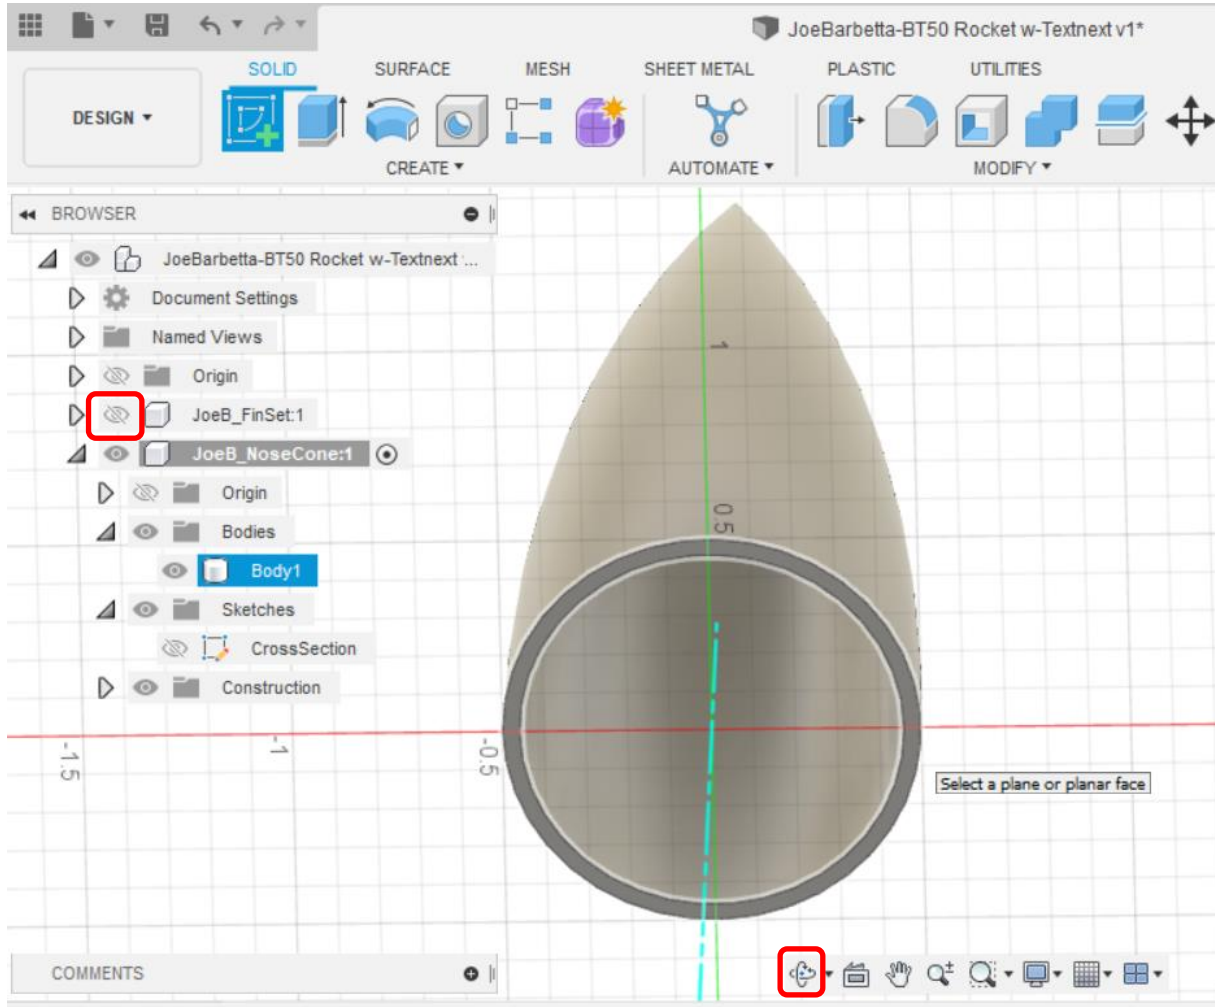 JoeBarbetta-BT50 Rocket w-Textnext v1*
SOLID SURFACE MESH SHEET METAL PLASTIC UTILITIES
DESIGN
CREATE AUTOMATE MODIFY
BROWSER
JoeBarbetta-BT50 Rocket w-Textnext ...
Document Settings
Named Views
Origin
JoeB_FinSet:1
JoeB_NoseCone:1
Origin
Bodies
Body1
Sketches
CrossSection
Construction
1
0.5
-1.5
-1
-0.5
Select a plane or planar face
COMMENTS